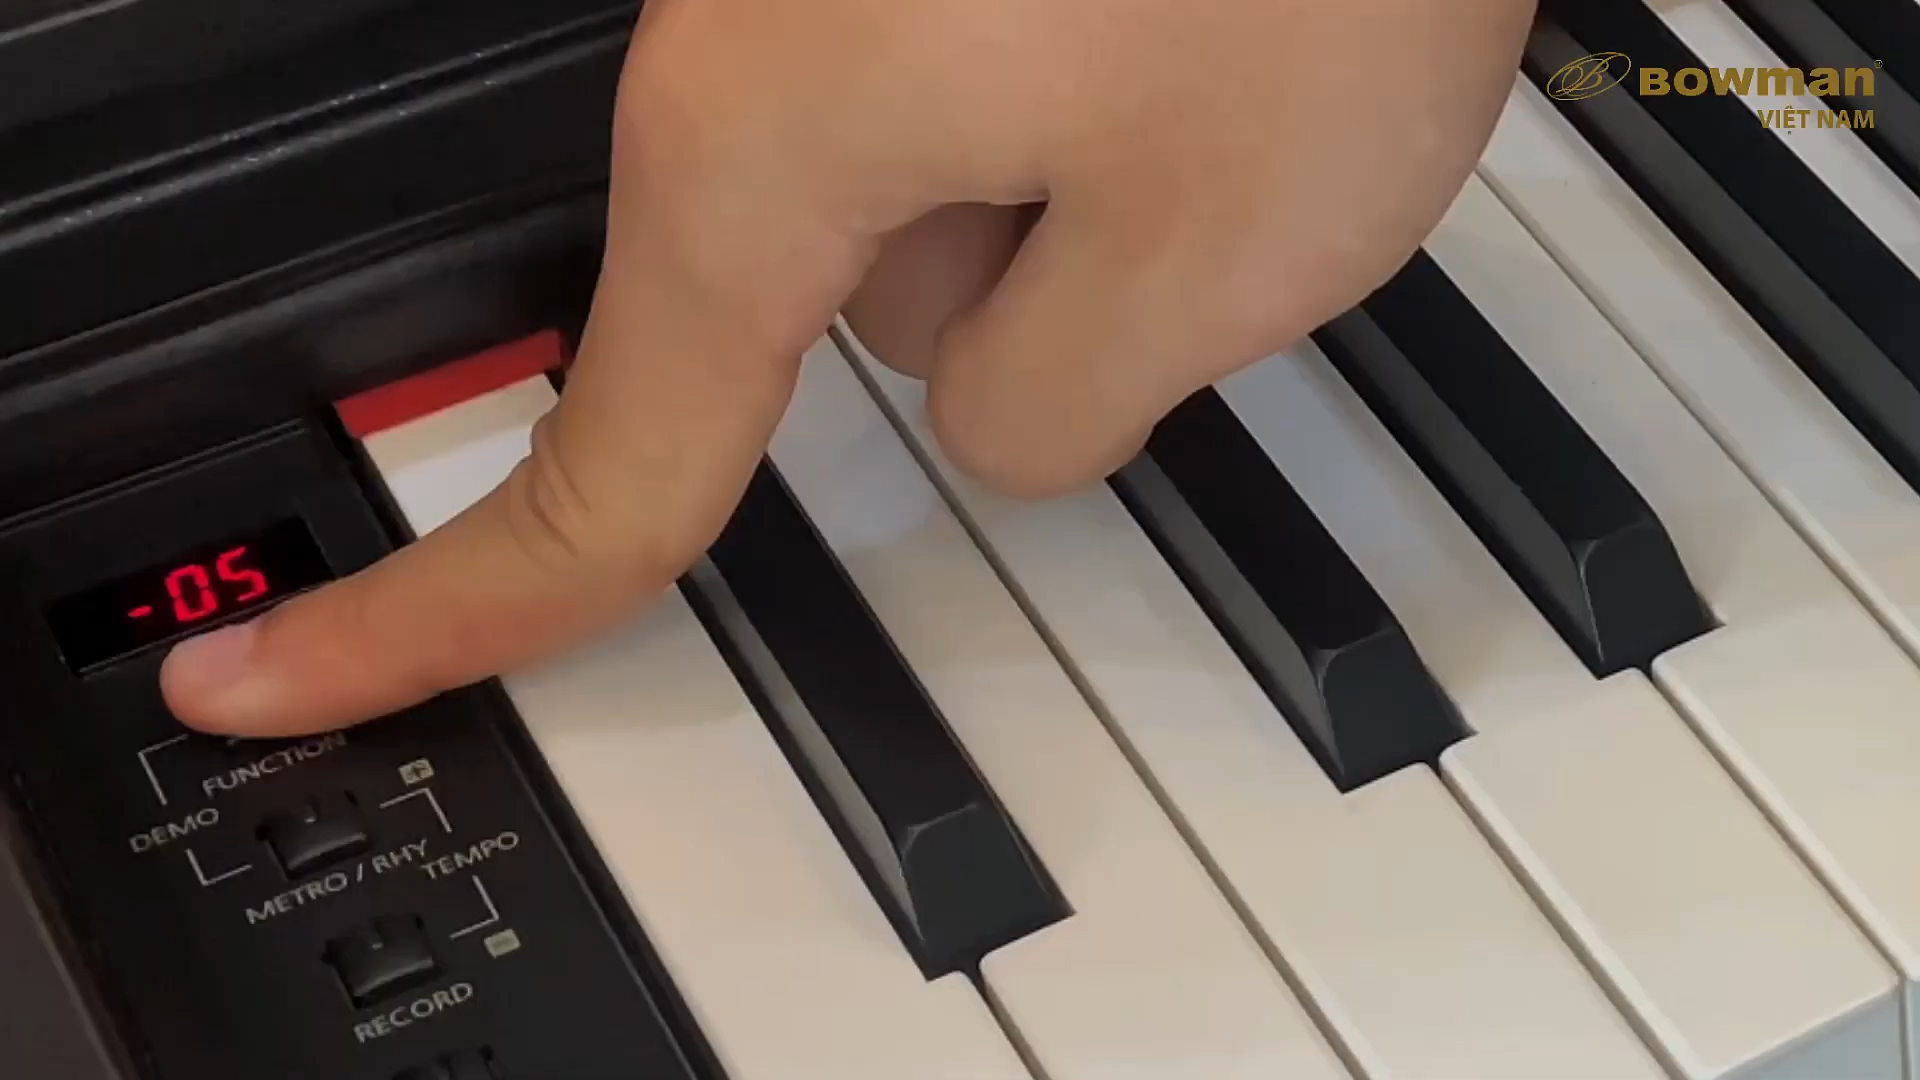 BOWMAN
VIỆT NAM
-05
FUNCTION
DEMO
METRO / RHY
TEMPO
RECORD